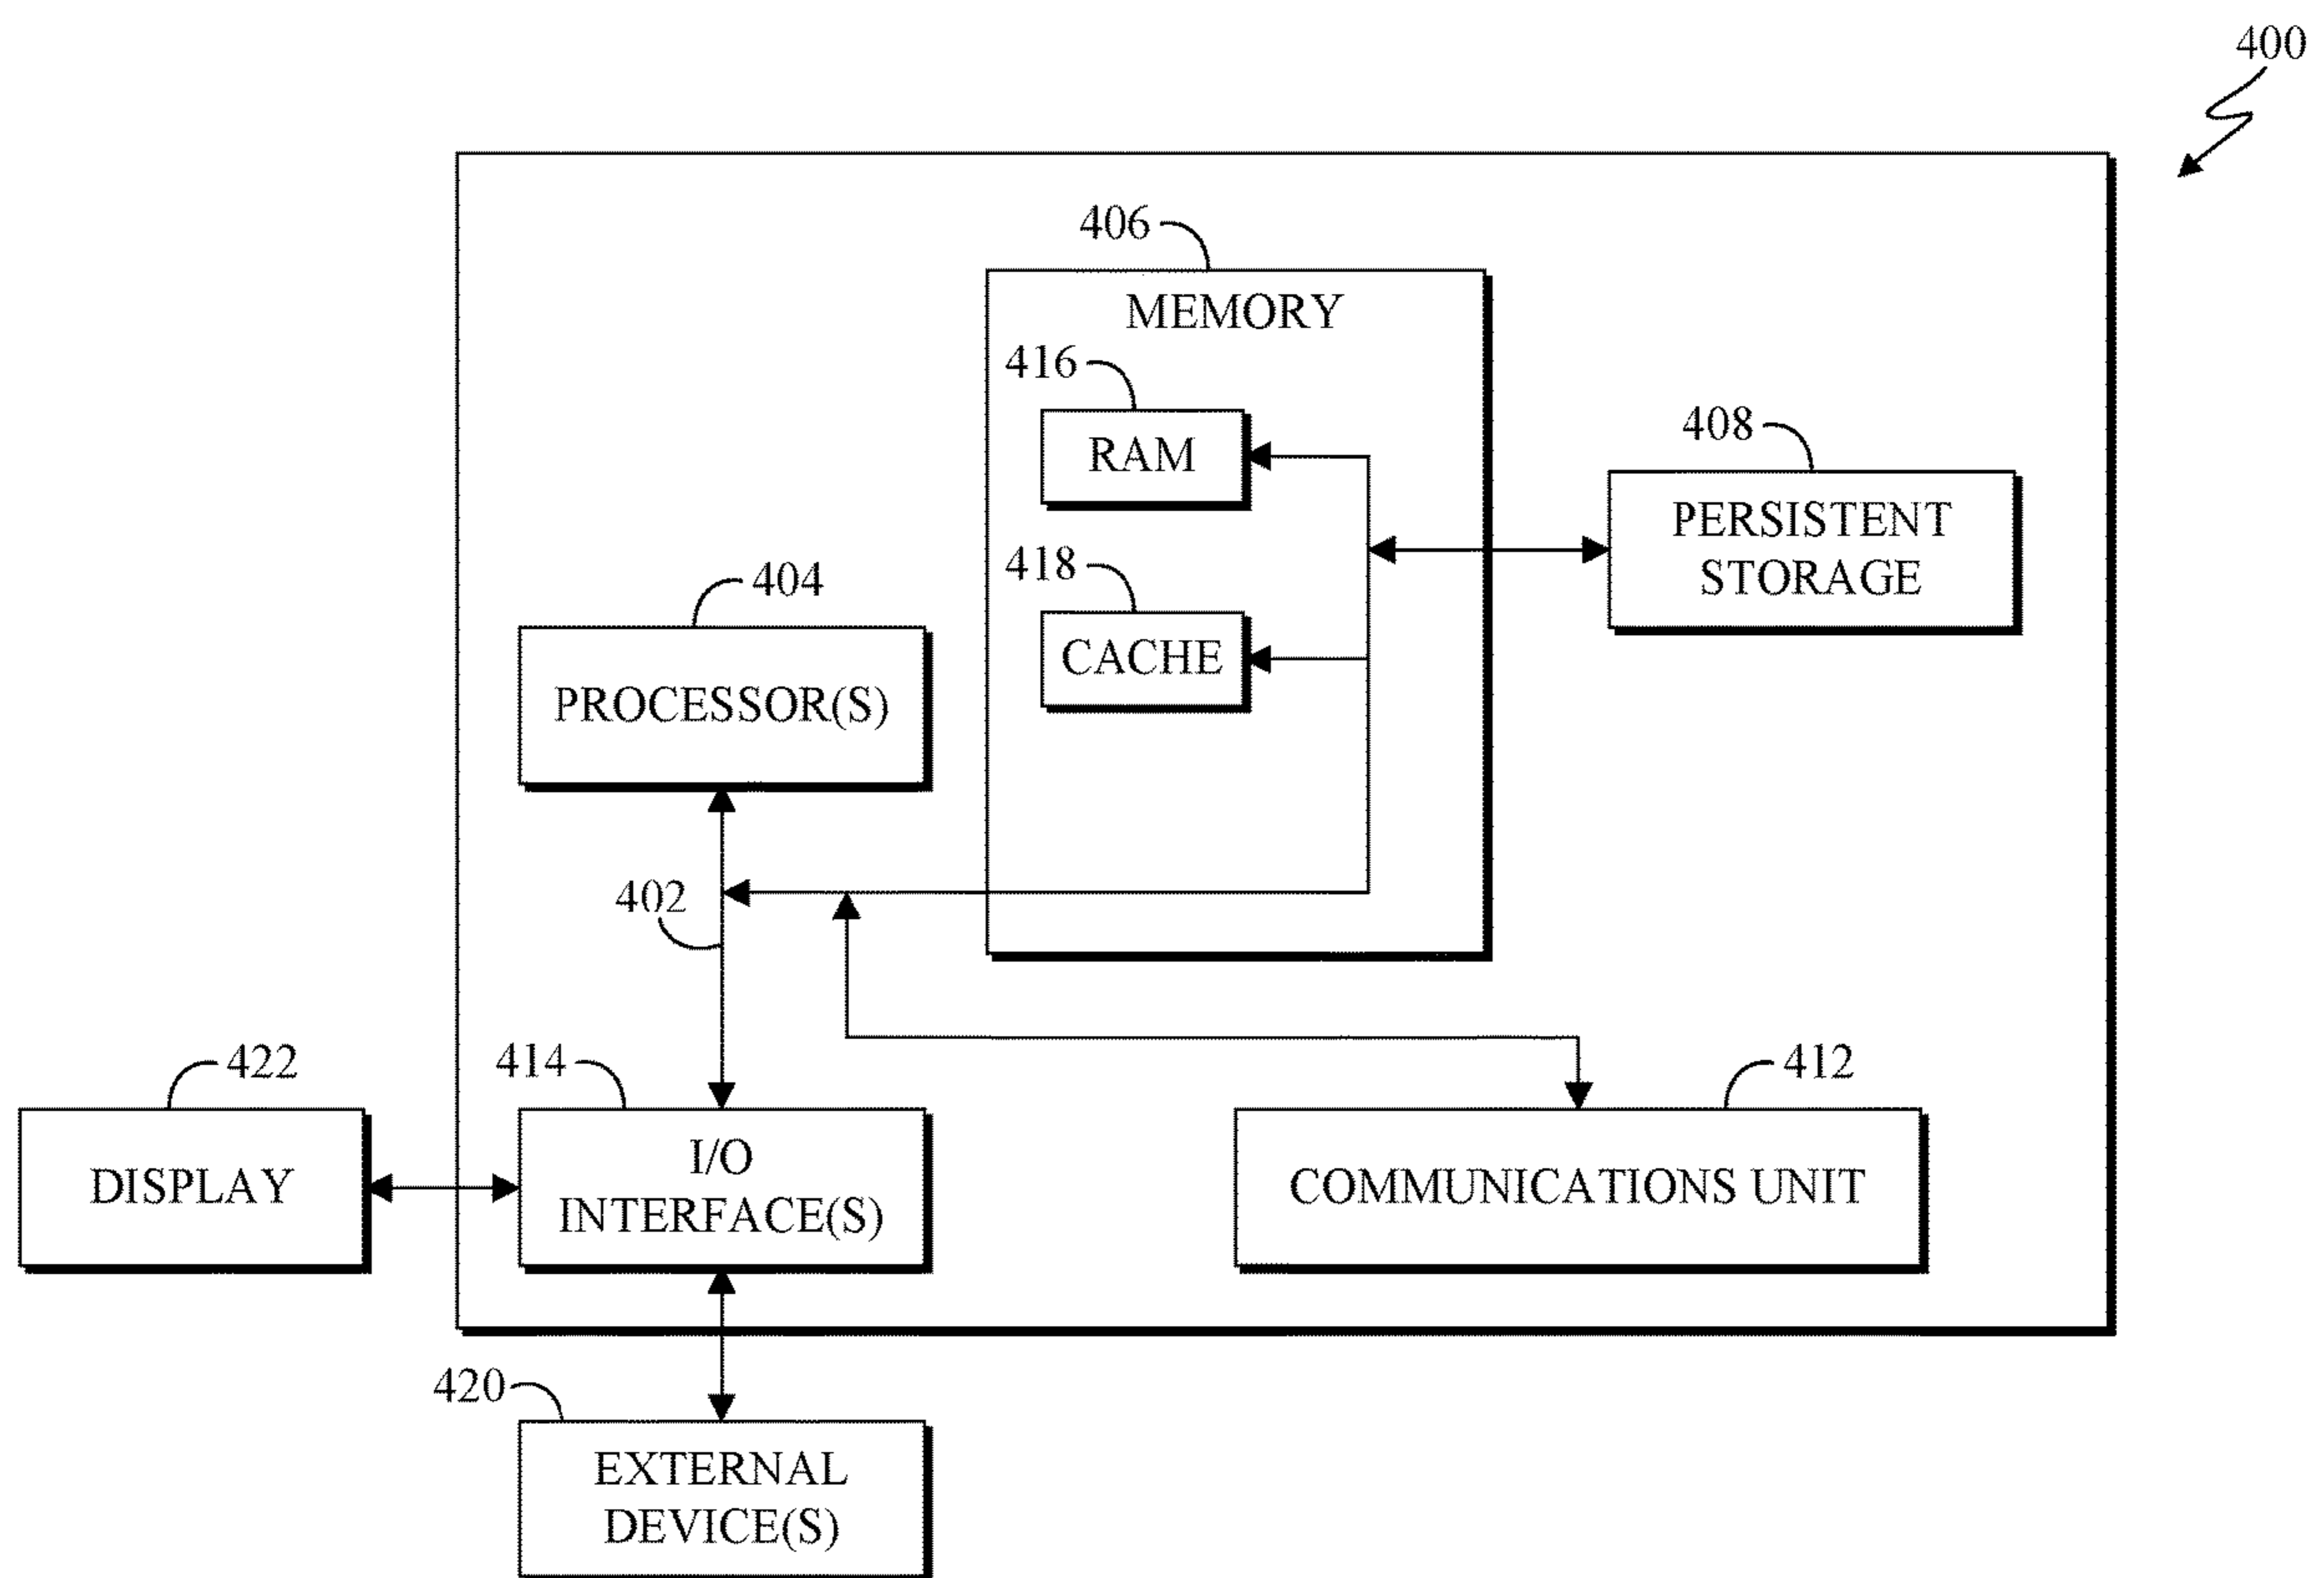 400
406
MEMORY
416
RAM
408
PERSISTENT
STORAGE
418
CACHE
404
PROCESSOR(S)
402
422
DISPLAY
414
I/O
INTERFACE(S)
412
COMMUNICATIONS UNIT
420
EXTERNAL
DEVICE(S)